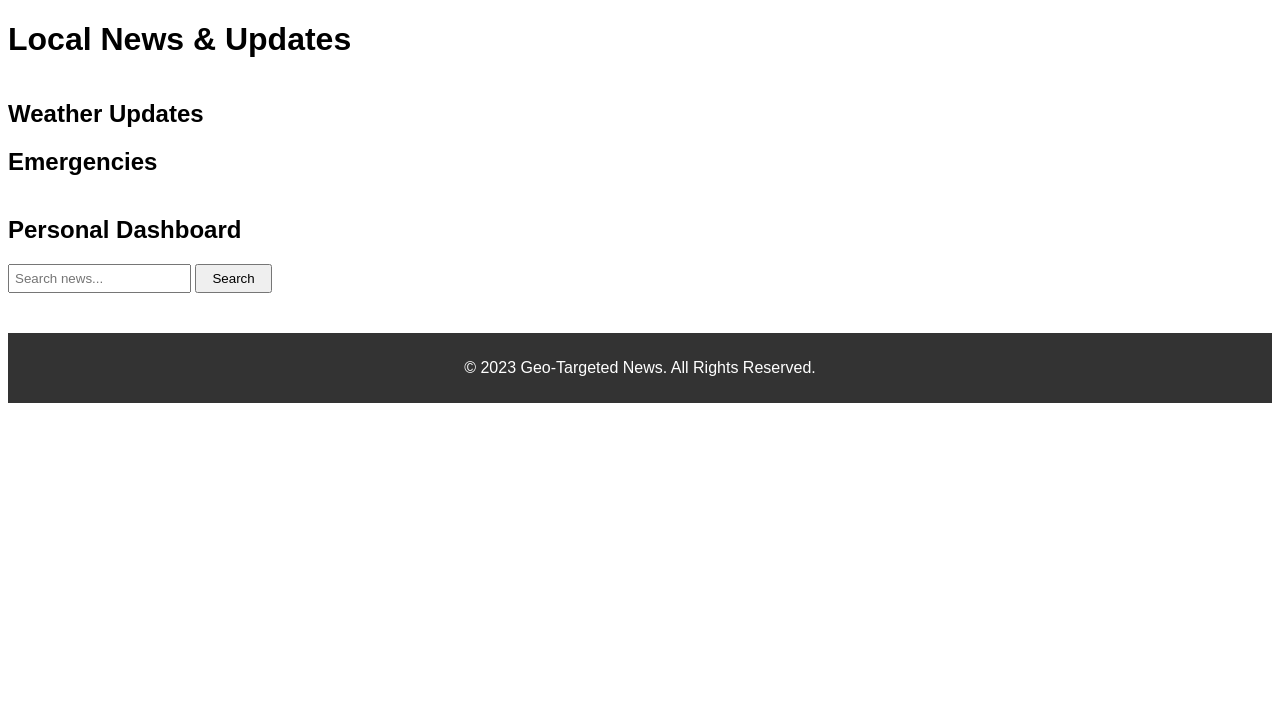 Local News & Updates
Weather Updates
Emergencies
Personal Dashboard
Search news... Search
© 2023 Geo-Targeted News. All Rights Reserved.